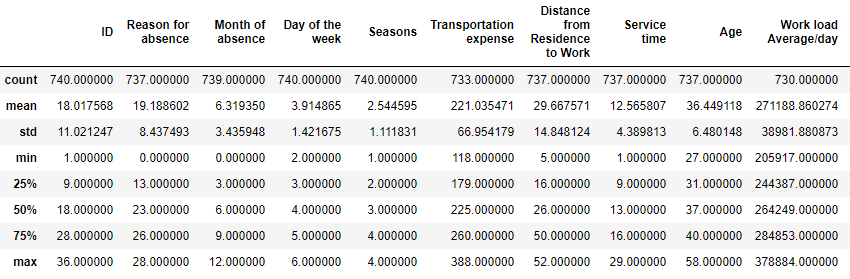 ID Reason for absence Month of absence Day of the week Seasons Transportation expense Distance from Residence to Work Service time Age Work load Average/day
count 740.000000 737.000000 739.000000 740.000000 740.000000 733.000000 737.000000 737.000000 737.000000 730.000000
mean 18.017568 19.188602 6.319350 3.914865 2.544595 221.035471 29.667571 12.565807 36.449118 271188.860274
std 11.021247 8.437493 3.435948 1.421675 1.111831 66.954179 14.848124 4.389813 6.480148 38981.880873
min 1.000000 0.000000 0.000000 2.000000 1.000000 118.000000 5.000000 1.000000 27.000000 205917.000000
25% 9.000000 13.000000 3.000000 3.000000 2.000000 179.000000 16.000000 9.000000 31.000000 244387.000000
50% 18.000000 23.000000 6.000000 4.000000 3.000000 225.000000 26.000000 13.000000 37.000000 264249.000000
75% 28.000000 26.000000 9.000000 5.000000 4.000000 260.000000 50.000000 16.000000 40.000000 284853.000000
max 36.000000 28.000000 12.000000 6.000000 4.000000 388.000000 52.000000 29.000000 58.000000 378884.000000